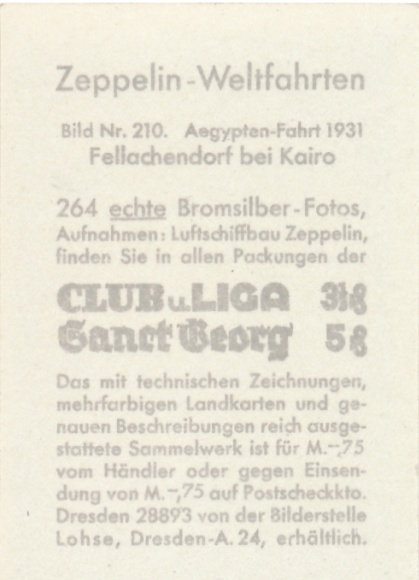 Zeppelin-Weltfahrten
Bild Nr. 210. Aegypten-Fahrt 1931
Fellachendorf bei Kairo
264 echte Bromsilber-Fotos,
Aufnahmen: Luftschiffbau Zeppelin,
finden Sie in allen Packungen der
CLUB u. LIGA 3⅓₰
Sanct Georg 5₰
Das mit technischen Zeichnungen,
mehrfarbigen Landkarten und ge-
nauen Beschreibungen reich ausge-
stattete Sammelwerk ist für M.-,75
vom Händler oder gegen Einsen-
dung von M.-,75 auf Postscheckkto.
Dresden 28893 von der Bilderstelle
Lohse, Dresden-A. 24, erhältlich.